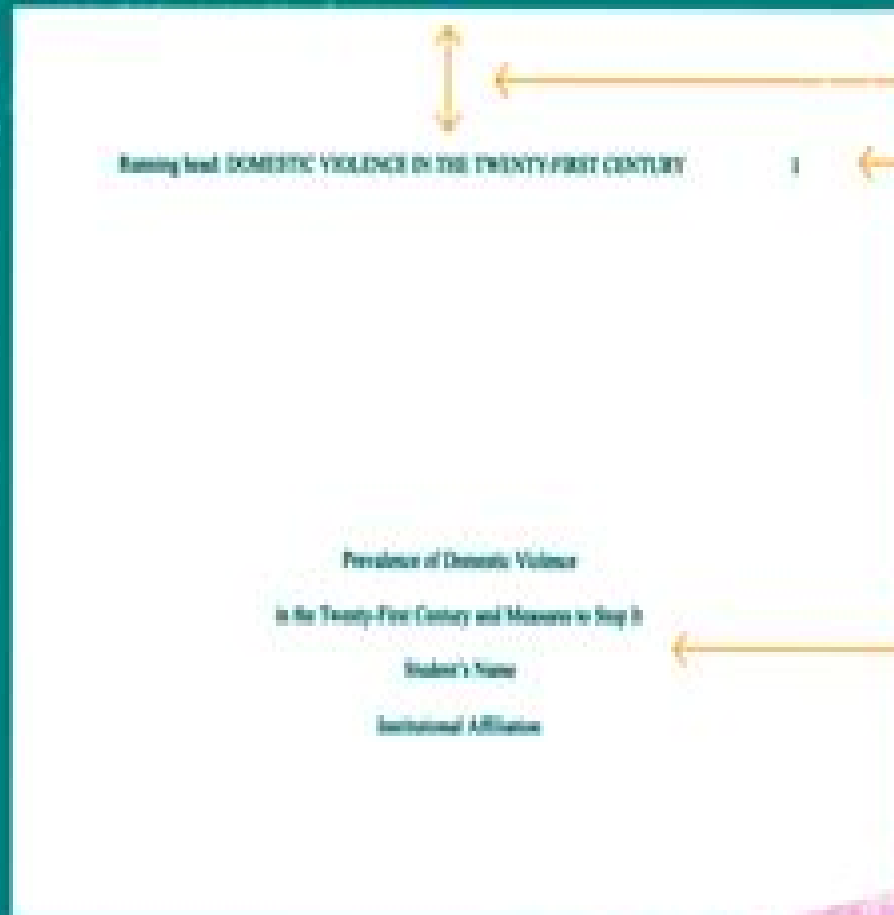 Running head: DOMESTIC VIOLENCE IN THE TWENTY-FIRST CENTURY 1
Prevalence of Domestic Violence
in the Twenty-First Century and Measures to Stop It
Student's Name
Institutional Affiliation